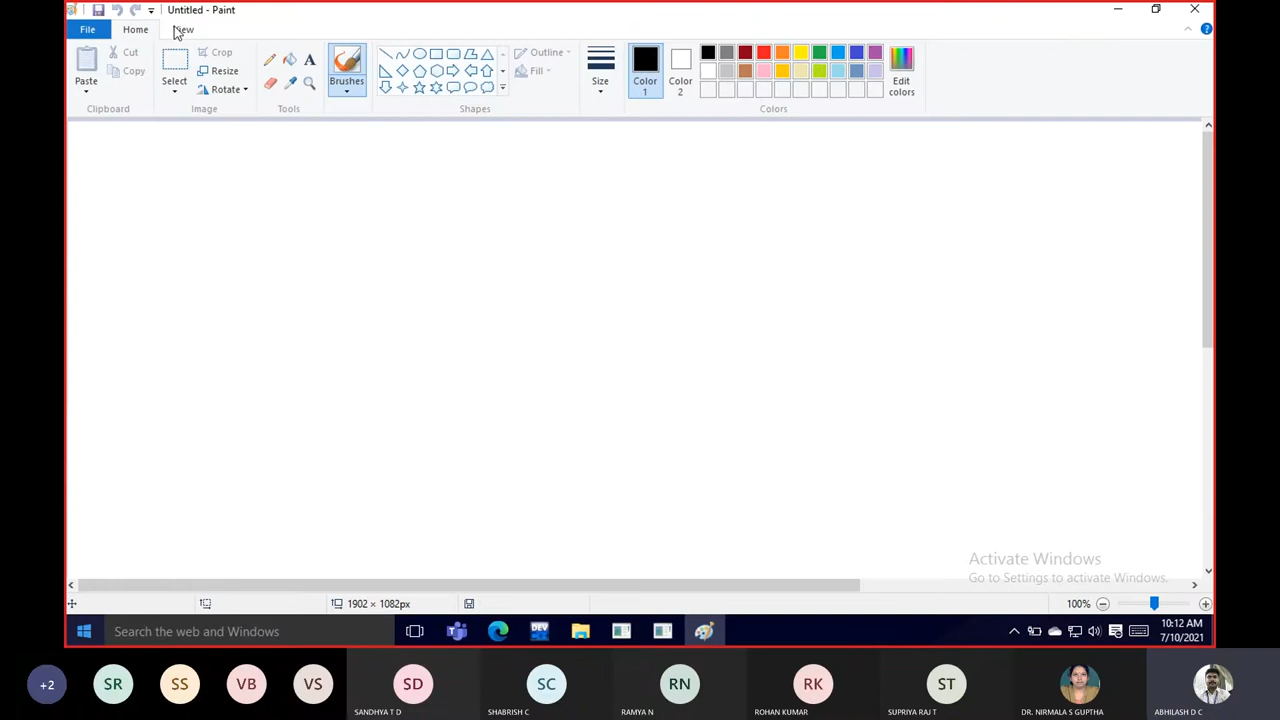 Untitled - Paint
File Home View
Cut
Copy
Paste
Clipboard
Crop
Resize
Rotate
Select
Image
A
Tools
Brushes
Outline
Fill
Shapes
Size
Color 1
Color 2
Edit colors
Colors
Activate Windows
Go to Settings to activate Windows.
1902 × 1082px
100%
Search the web and Windows
DEV
10:12 AM
7/10/2021
+2 SR SS VB VS SD SC RN RK ST
SANDHYA T D SHABRISH C RAMYA N ROHAN KUMAR SUPRIYA RAJ T DR. NIRMALA S GUPTHA ABHILASH D C